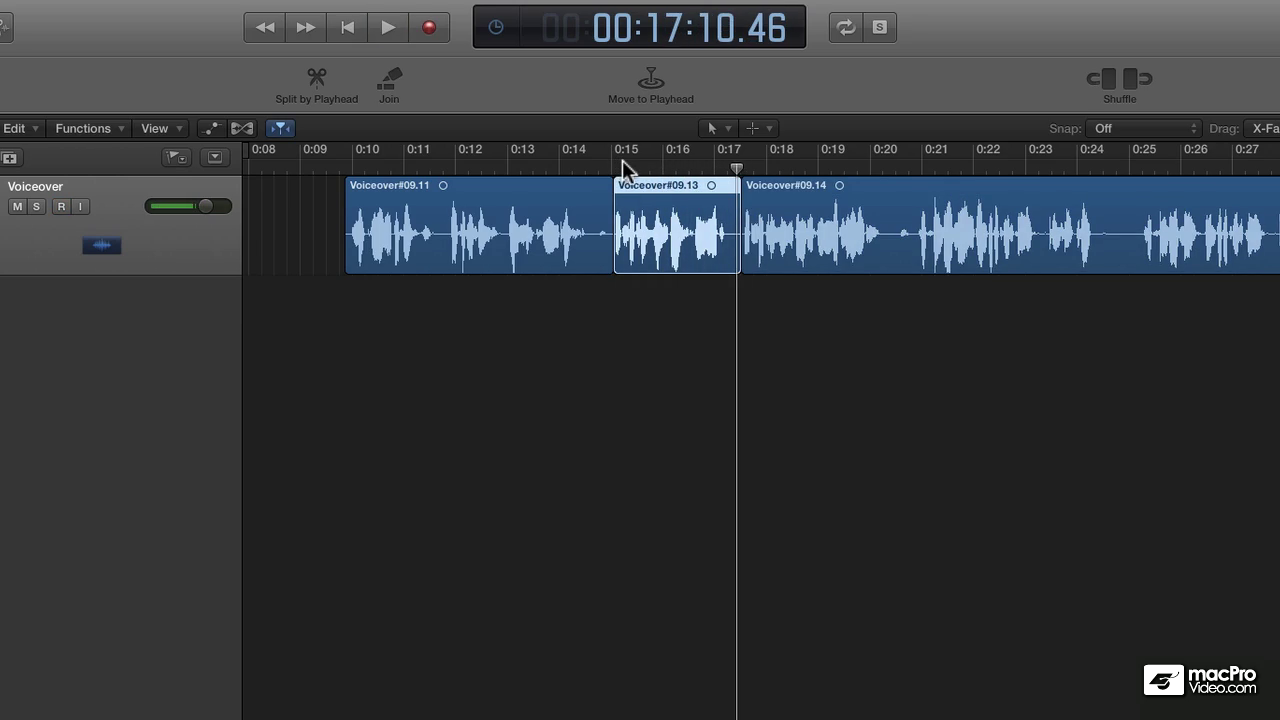 00:17:10.46
S
Split by Playhead
Join
Move to Playhead
Shuffle
Edit
Functions
View
Snap: Off
Drag: X-Fa
0:08 0:09 0:10 0:11 0:12 0:13 0:14 0:15 0:16 0:17 0:18 0:19 0:20 0:21 0:22 0:23 0:24 0:25 0:26 0:27
Voiceover
M S R I
Voiceover#09.11
Voiceover#09.13
Voiceover#09.14
macPro
Video.com